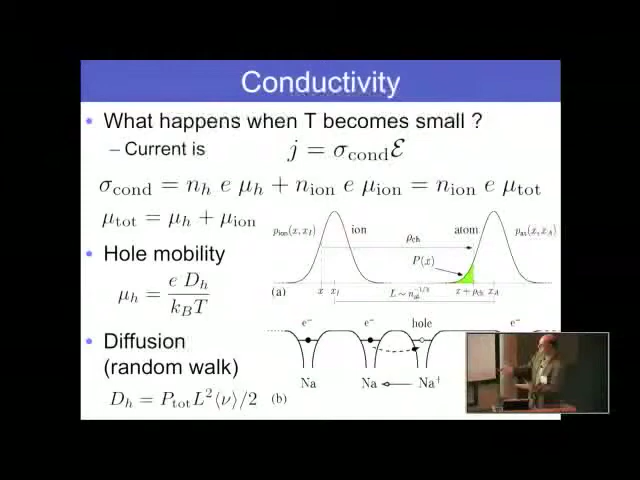 Conductivity
• What happens when T becomes small ?
– Current is j = σ_cond ℰ
σ_cond = n_h e μ_h + n_ion e μ_ion = n_ion e μ_tot
μ_tot = μ_h + μ_ion
p_ion(x, x_I) ion ρ_ch atom p_at(x, x_A)
P(x)
(a) x x_I L ~ n_at^{-1/3} x + ρ_ch x_A
• Hole mobility
μ_h = e D_h / k_B T
• Diffusion
(random walk)
D_h = P_tot L² ⟨ν⟩/2
e⁻ e⁻ hole e⁻
Na Na Na⁺
(b)